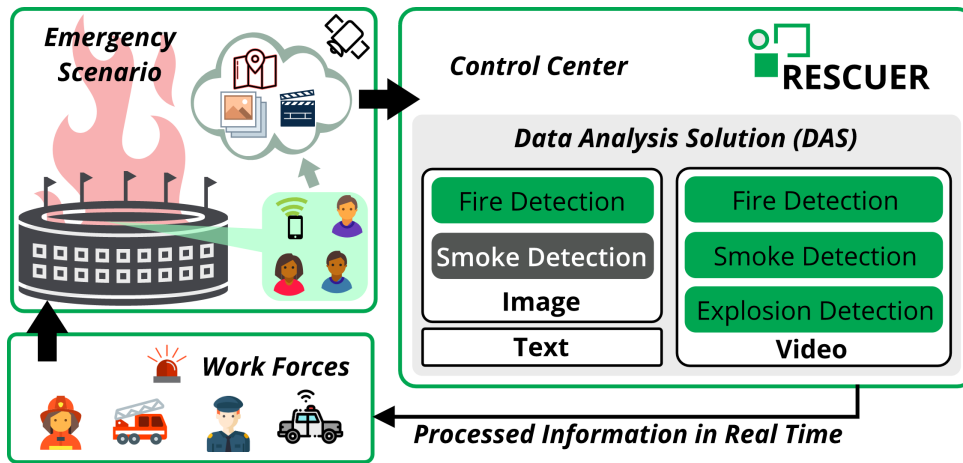 Emergency
Scenario
Control Center
RESCUER
Data Analysis Solution (DAS)
Fire Detection
Smoke Detection
Image
Text
Fire Detection
Smoke Detection
Explosion Detection
Video
Work Forces
Processed Information in Real Time